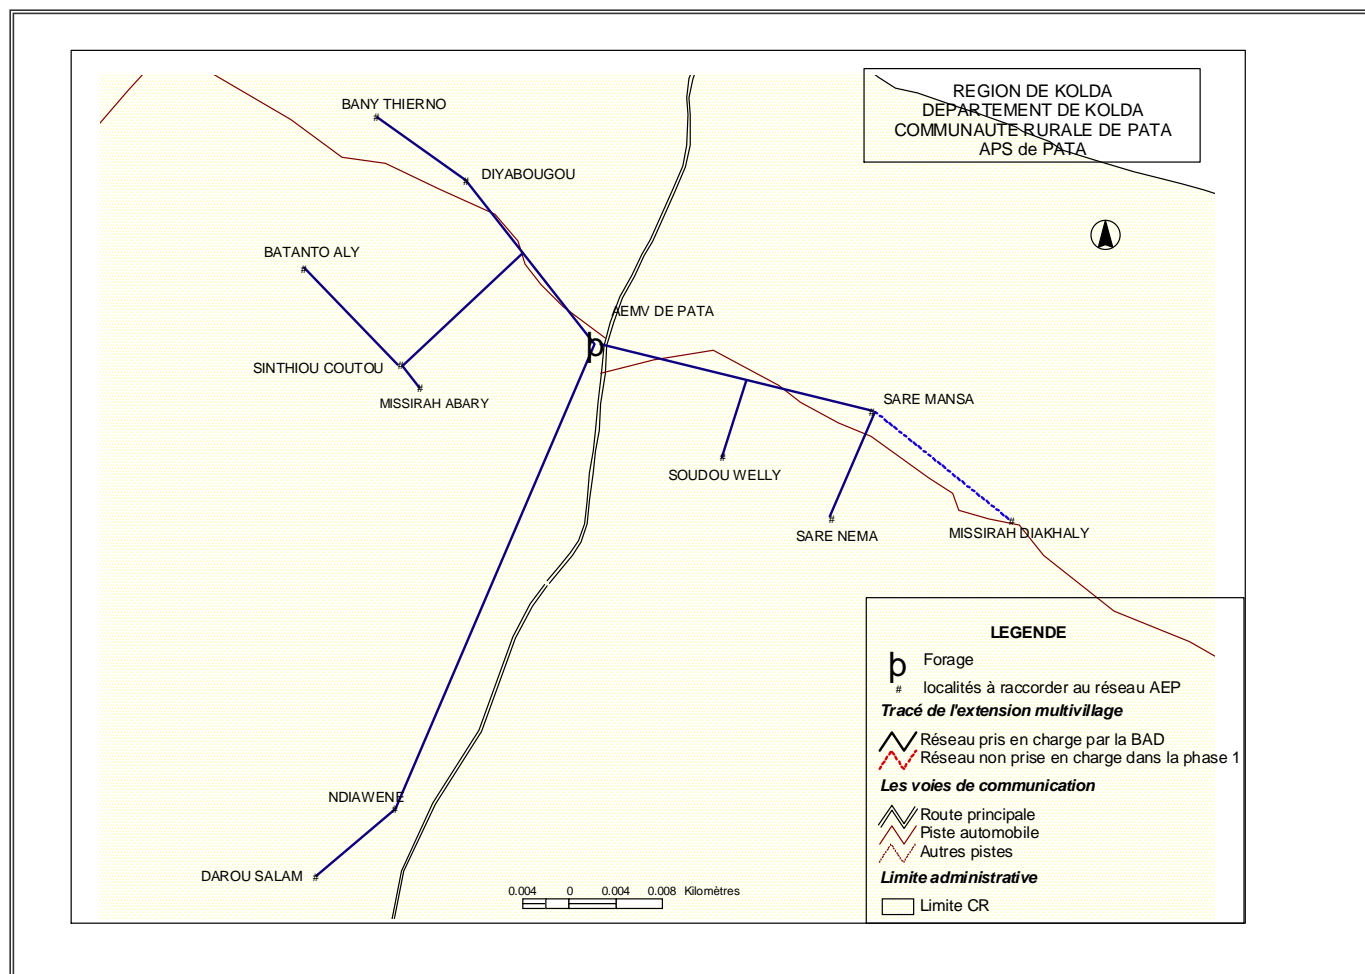 REGION DE KOLDA
DEPARTEMENT DE KOLDA
COMMUNAUTE RURALE DE PATA
APS de PATA
BANY THIERNO
DIYABOUGOU
BATANTO ALY
AEMV DE PATA
SINTHIOU COUTOU
MISSIRAH ABARY
SARE MANSA
SOUDOU WELLY
SARE NEMA
MISSIRAH DIAKHALY
NDIAWENE
DAROU SALAM
0.004 0 0.004 0.008 Kilomètres
LEGENDE
Forage
localités à raccorder au réseau AEP
Tracé de l'extension multivillage
Réseau pris en charge par la BAD
Réseau non prise en charge dans la phase 1
Les voies de communication
Route principale
Piste automobile
Autres pistes
Limite administrative
Limite CR